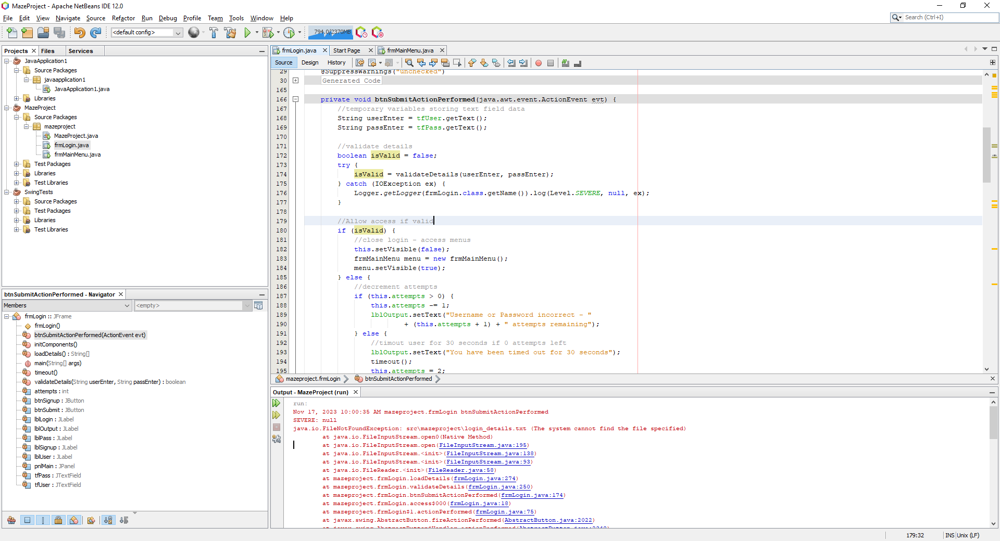 MazeProject - Apache NetBeans IDE 12.0
File Edit View Navigate Source Refactor Run Debug Profile Team Tools Window Help
Search (Ctrl+I)
<default config>
794.0/2370MB
Projects Files Services
JavaApplication1
Source Packages
javaapplication1
JavaApplication1.java
Libraries
MazeProject
Source Packages
mazeproject
MazeProject.java
frmLogin.java
frmMainMenu.java
Test Packages
Libraries
Test Libraries
SwingTests
Source Packages
Test Packages
Libraries
Test Libraries
btnSubmitActionPerformed - Navigator
Members
<empty>
frmLogin :: JFrame
frmLogin()
btnSubmitActionPerformed(ActionEvent evt)
initComponents()
loadDetails() : String[]
main(String[] args)
timeout()
validateDetails(String userEnter, String passEnter) : boolean
attempts : int
btnSignup : JButton
btnSubmit : JButton
lblLogin : JLabel
lblOutput : JLabel
lblPass : JLabel
lblSignup : JLabel
lblUser : JLabel
pnlMain : JPanel
tfPass : JTextField
tfUser : JTextField
frmLogin.java Start Page frmMainMenu.java
Source Design History
29 @SuppressWarnings("unchecked")
30 Generated Code
165
166 private void btnSubmitActionPerformed(java.awt.event.ActionEvent evt) {
167 //temporary variables storing text field data
168 String userEnter = tfUser.getText();
169 String passEnter = tfPass.getText();
170
171 //validate details
172 boolean isValid = false;
173 try {
174 isValid = validateDetails(userEnter, passEnter);
175 } catch (IOException ex) {
176 Logger.getLogger(frmLogin.class.getName()).log(Level.SEVERE, null, ex);
177 }
178
179 //Allow access if valid
180 if (isValid) {
181 //close login - access menus
182 this.setVisible(false);
183 frmMainMenu menu = new frmMainMenu();
184 menu.setVisible(true);
185 } else {
186 //decrement attempts
187 if (this.attempts > 0) {
188 this.attempts -= 1;
189 lblOutput.setText("Username or Password incorrect - "
190 + (this.attempts + 1) + " attempts remaining");
191 } else {
192 //timout user for 30 seconds if 0 attempts left
193 lblOutput.setText("You have been timed out for 30 seconds");
194 timeout();
195 this.attempts = 2;
mazeproject.frmLogin btnSubmitActionPerformed
Output - MazeProject (run)
run:
Nov 17, 2023 10:00:35 AM mazeproject.frmLogin btnSubmitActionPerformed
SEVERE: null
java.io.FileNotFoundException: src\mazeproject\login_details.txt (The system cannot find the file specified)
at java.io.FileInputStream.open0(Native Method)
at java.io.FileInputStream.open(FileInputStream.java:195)
at java.io.FileInputStream.<init>(FileInputStream.java:138)
at java.io.FileInputStream.<init>(FileInputStream.java:93)
at java.io.FileReader.<init>(FileReader.java:58)
at mazeproject.frmLogin.loadDetails(frmLogin.java:274)
at mazeproject.frmLogin.validateDetails(frmLogin.java:250)
at mazeproject.frmLogin.btnSubmitActionPerformed(frmLogin.java:174)
at mazeproject.frmLogin.access$000(frmLogin.java:18)
at mazeproject.frmLogin$1.actionPerformed(frmLogin.java:75)
at javax.swing.AbstractButton.fireActionPerformed(AbstractButton.java:2022)
179:32 INS Unix (LF)